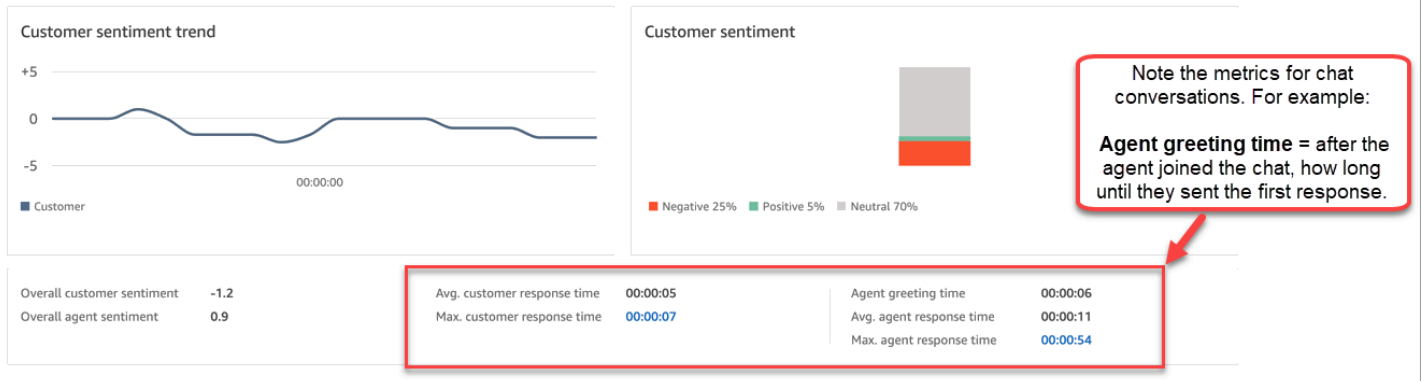 Customer sentiment trend
+5
0
-5
00:00:00
Customer
Customer sentiment
Negative 25% Positive 5% Neutral 70%
Note the metrics for chat
conversations. For example:
Agent greeting time = after the
agent joined the chat, how long
until they sent the first response.
Overall customer sentiment -1.2
Overall agent sentiment 0.9
Avg. customer response time 00:00:05
Max. customer response time 00:00:07
Agent greeting time 00:00:06
Avg. agent response time 00:00:11
Max. agent response time 00:00:54